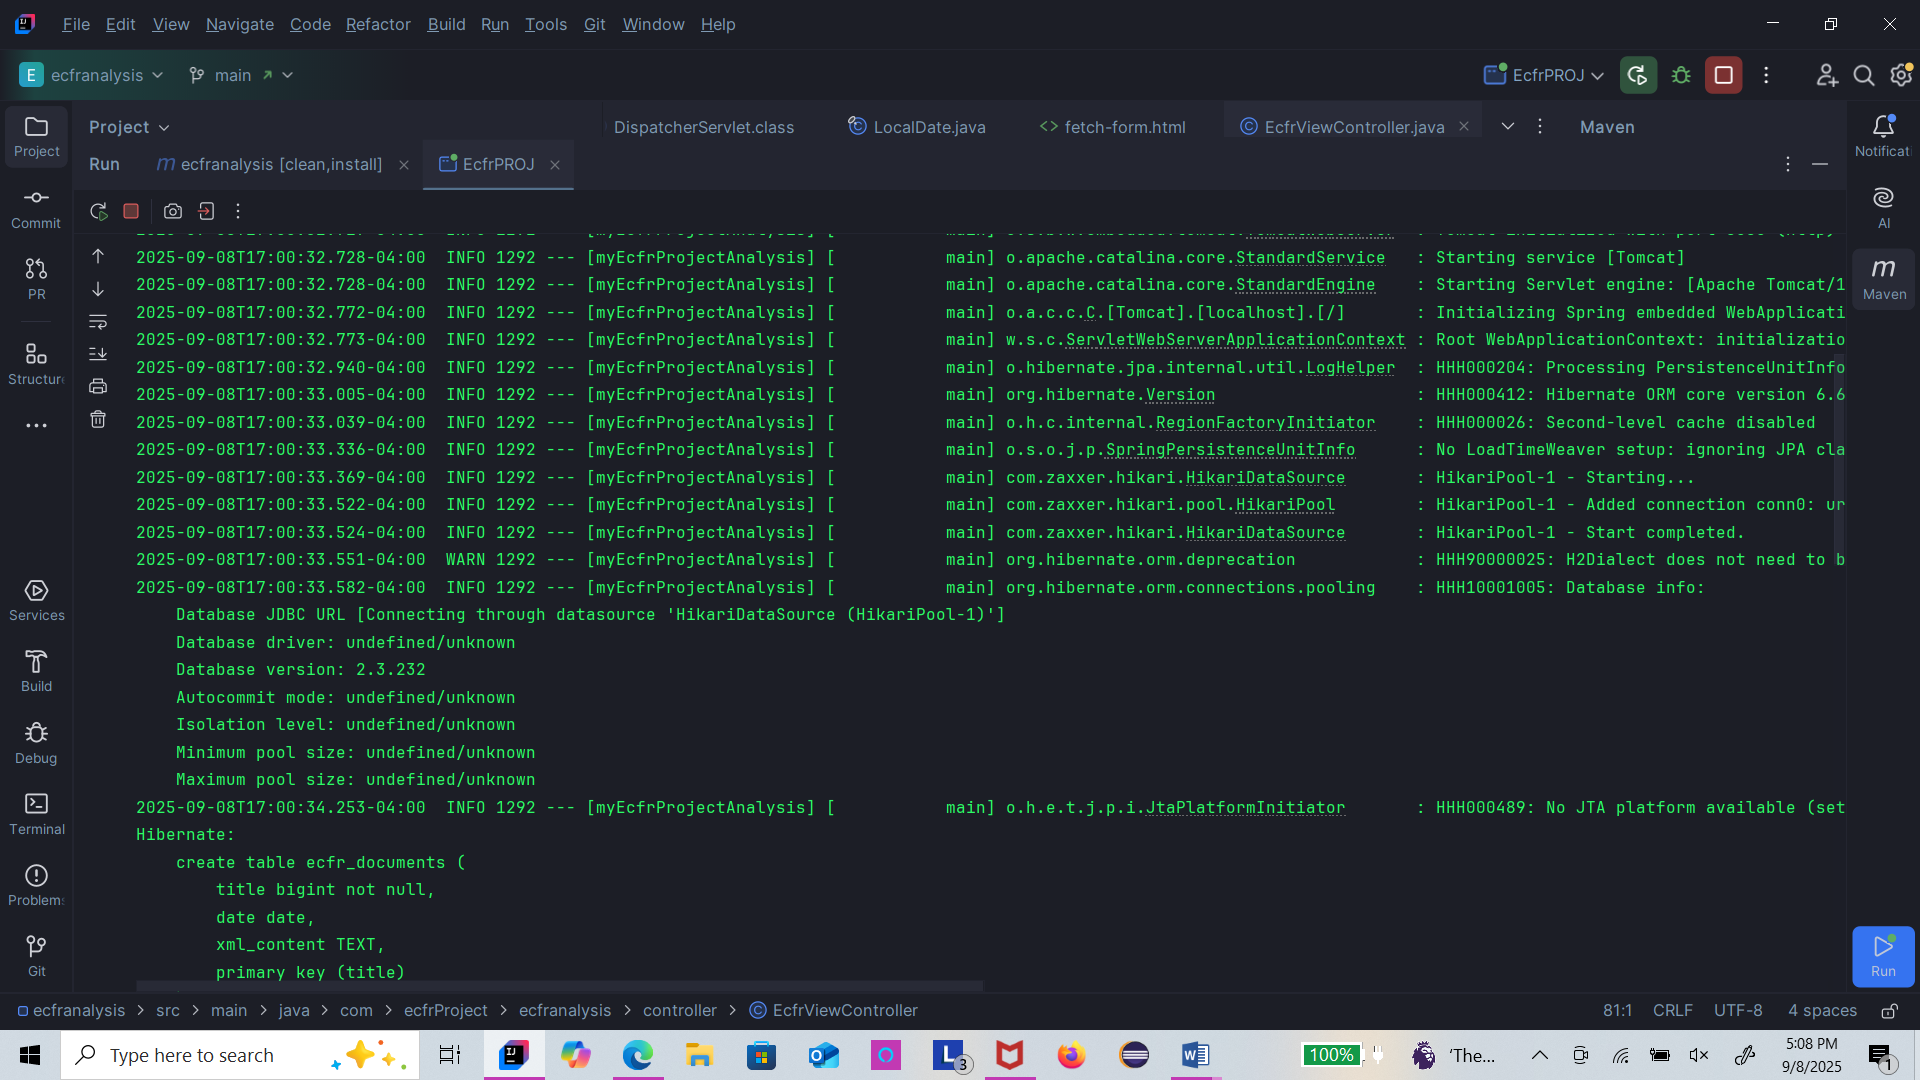 File Edit View Navigate Code Refactor Build Run Tools Git Window Help
E ecfranalysis main EcfrPROJ
Project DispatcherServlet.class LocalDate.java fetch-form.html EcfrViewController.java Maven
Run ecfranalysis [clean,install] EcfrPROJ
2025-09-08T17:00:32.728-04:00 INFO 1292 --- [myEcfrProjectAnalysis] [ main] o.apache.catalina.core.StandardService : Starting service [Tomcat]
2025-09-08T17:00:32.728-04:00 INFO 1292 --- [myEcfrProjectAnalysis] [ main] o.apache.catalina.core.StandardEngine : Starting Servlet engine: [Apache Tomcat/1
2025-09-08T17:00:32.772-04:00 INFO 1292 --- [myEcfrProjectAnalysis] [ main] o.a.c.c.C.[Tomcat].[localhost].[/] : Initializing Spring embedded WebApplicati
2025-09-08T17:00:32.773-04:00 INFO 1292 --- [myEcfrProjectAnalysis] [ main] w.s.c.ServletWebServerApplicationContext : Root WebApplicationContext: initializatio
2025-09-08T17:00:32.940-04:00 INFO 1292 --- [myEcfrProjectAnalysis] [ main] o.hibernate.jpa.internal.util.LogHelper : HHH000204: Processing PersistenceUnitInfo
2025-09-08T17:00:33.005-04:00 INFO 1292 --- [myEcfrProjectAnalysis] [ main] org.hibernate.Version : HHH000412: Hibernate ORM core version 6.6
2025-09-08T17:00:33.039-04:00 INFO 1292 --- [myEcfrProjectAnalysis] [ main] o.h.c.internal.RegionFactoryInitiator : HHH000026: Second-level cache disabled
2025-09-08T17:00:33.336-04:00 INFO 1292 --- [myEcfrProjectAnalysis] [ main] o.s.o.j.p.SpringPersistenceUnitInfo : No LoadTimeWeaver setup: ignoring JPA cla
2025-09-08T17:00:33.369-04:00 INFO 1292 --- [myEcfrProjectAnalysis] [ main] com.zaxxer.hikari.HikariDataSource : HikariPool-1 - Starting...
2025-09-08T17:00:33.522-04:00 INFO 1292 --- [myEcfrProjectAnalysis] [ main] com.zaxxer.hikari.pool.HikariPool : HikariPool-1 - Added connection conn0: ur
2025-09-08T17:00:33.524-04:00 INFO 1292 --- [myEcfrProjectAnalysis] [ main] com.zaxxer.hikari.HikariDataSource : HikariPool-1 - Start completed.
2025-09-08T17:00:33.551-04:00 WARN 1292 --- [myEcfrProjectAnalysis] [ main] org.hibernate.orm.deprecation : HHH90000025: H2Dialect does not need to b
2025-09-08T17:00:33.582-04:00 INFO 1292 --- [myEcfrProjectAnalysis] [ main] org.hibernate.orm.connections.pooling : HHH10001005: Database info:
Database JDBC URL [Connecting through datasource 'HikariDataSource (HikariPool-1)']
Database driver: undefined/unknown
Database version: 2.3.232
Autocommit mode: undefined/unknown
Isolation level: undefined/unknown
Minimum pool size: undefined/unknown
Maximum pool size: undefined/unknown
2025-09-08T17:00:34.253-04:00 INFO 1292 --- [myEcfrProjectAnalysis] [ main] o.h.e.t.j.p.i.JtaPlatformInitiator : HHH000489: No JTA platform available (set
Hibernate:
create table ecfr_documents (
title bigint not null,
date date,
xml_content TEXT,
primary key (title)
Project
Commit
PR
Structure
Services
Build
Debug
Terminal
Problems
Git
Notificati
AI
Maven
Run
ecfranalysis > src > main > java > com > ecfrProject > ecfranalysis > controller > EcfrViewController 81:1 CRLF UTF-8 4 spaces
Type here to search L 3 100% 'The... 5:08 PM
9/8/2025 1